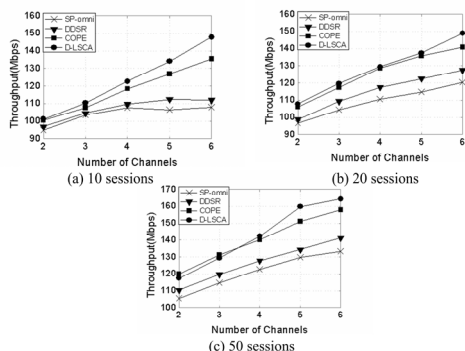 160
150
140
130
120
110
100
90
Throughput(Mbps)
SP-omni
DDSR
COPE
D-LSCA
2 3 4 5 6
Number of Channels
(a) 10 sessions
160
150
140
130
120
110
100
90
Throughput(Mbps)
SP-omni
DDSR
COPE
D-LSCA
2 3 4 5 6
Number of Channels
(b) 20 sessions
170
160
150
140
130
120
110
100
Throughput(Mbps)
SP-omni
DDSR
COPE
D-LSCA
2 3 4 5 6
Number of Channels
(c) 50 sessions